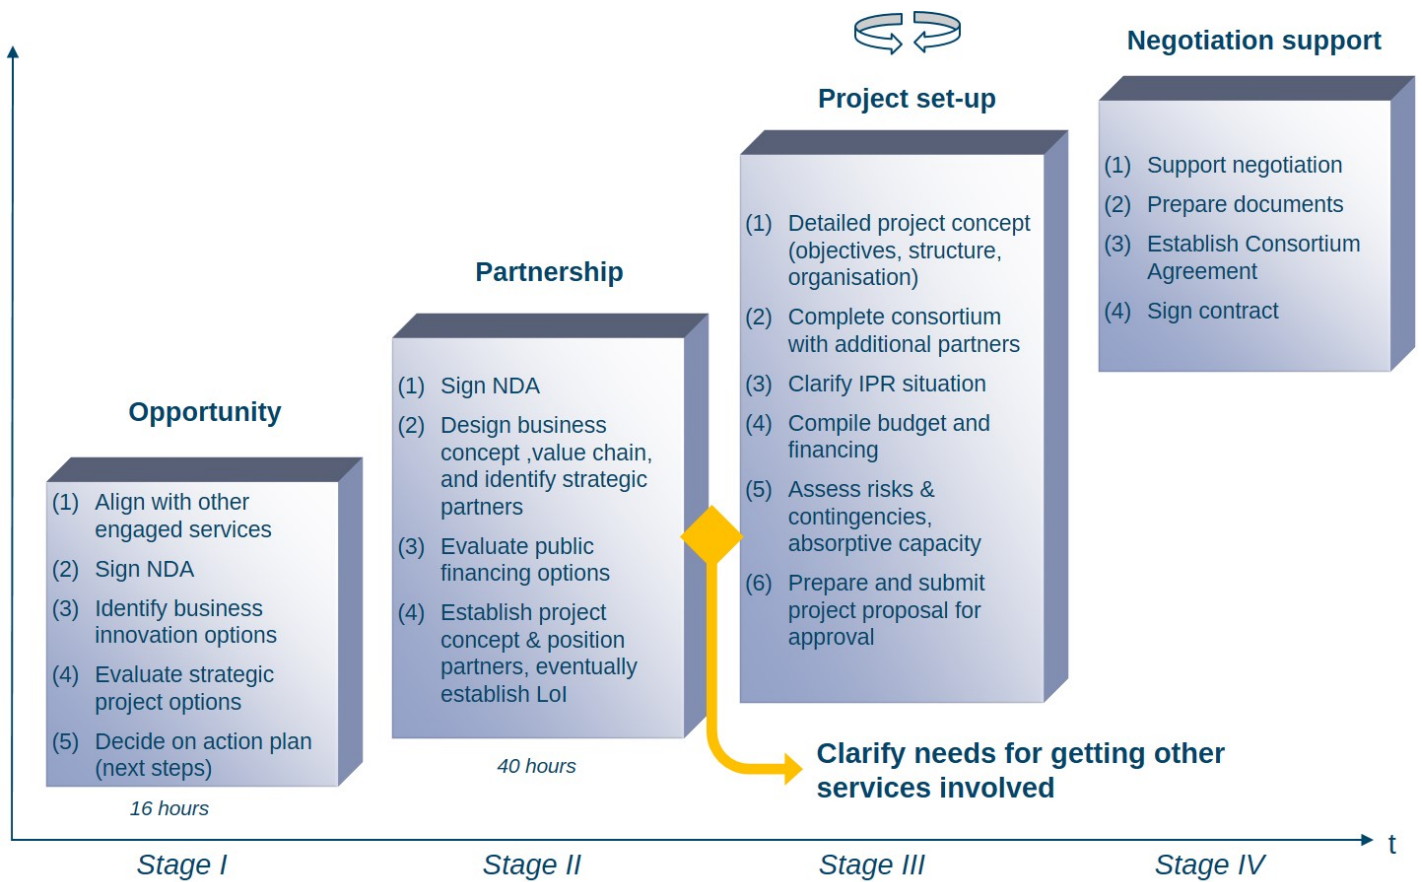 Opportunity
(1) Align with other
engaged services
(2) Sign NDA
(3) Identify business
innovation options
(4) Evaluate strategic
project options
(5) Decide on action plan
(next steps)
16 hours
Stage I
Partnership
(1) Sign NDA
(2) Design business
concept ,value chain,
and identify strategic
partners
(3) Evaluate public
financing options
(4) Establish project
concept & position
partners, eventually
establish LoI
40 hours
Stage II
Project set-up
(1) Detailed project concept
(objectives, structure,
organisation)
(2) Complete consortium
with additional partners
(3) Clarify IPR situation
(4) Compile budget and
financing
(5) Assess risks &
contingencies,
absorptive capacity
(6) Prepare and submit
project proposal for
approval
Clarify needs for getting other
services involved
Stage III
Negotiation support
(1) Support negotiation
(2) Prepare documents
(3) Establish Consortium
Agreement
(4) Sign contract
Stage IV
t